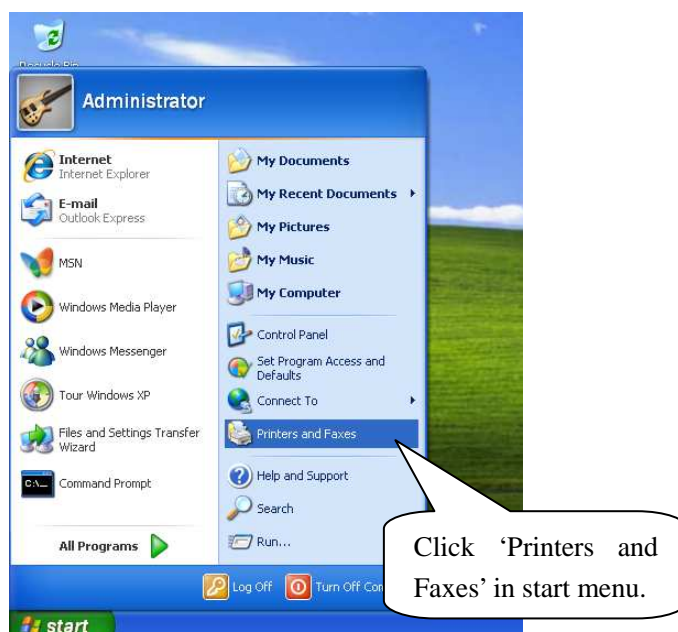 Administrator
Internet
Internet Explorer
E-mail
Outlook Express
MSN
Windows Media Player
Windows Messenger
Tour Windows XP
Files and Settings Transfer
Wizard
Command Prompt
All Programs
My Documents
My Recent Documents
My Pictures
My Music
My Computer
Control Panel
Set Program Access and
Defaults
Connect To
Printers and Faxes
Help and Support
Search
Run...
Log Off
Turn Off
start
Click ‘Printers and
Faxes’ in start menu.